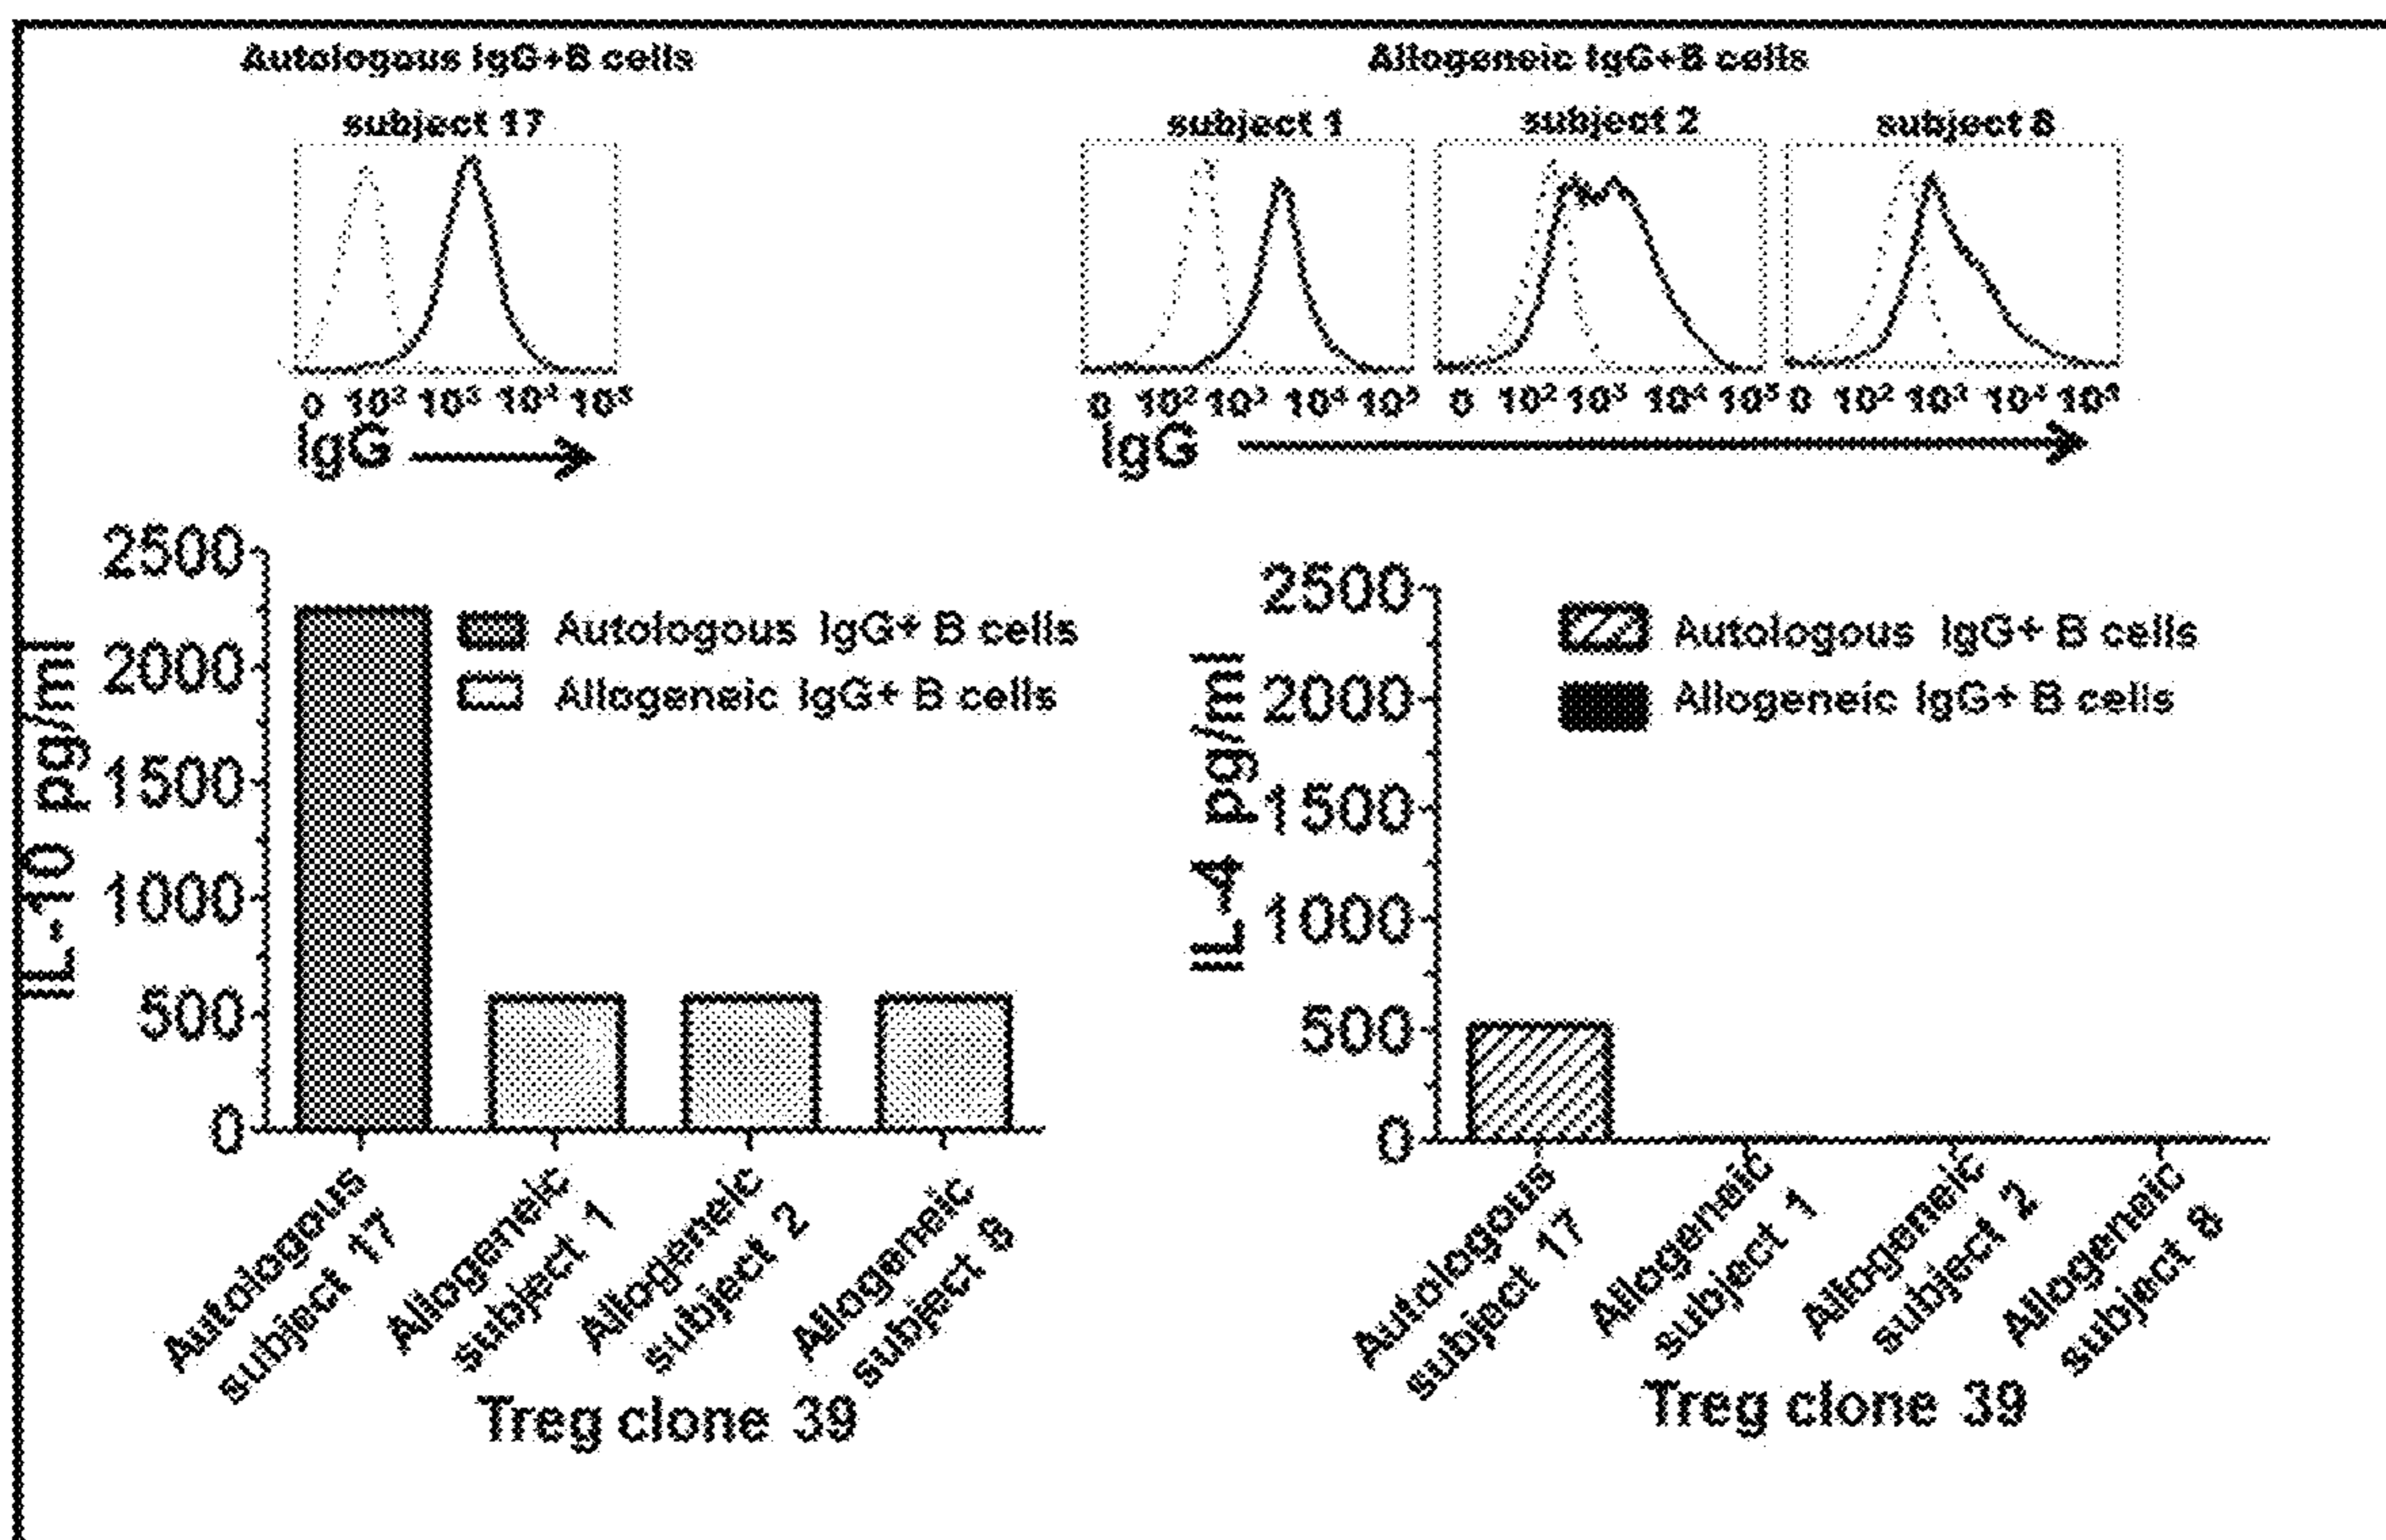 Autologous IgG+B cells
Allogeneic IgG+B cells
subject 17
subject 1
subject 2
subject 8
0 10² 10³ 10⁴ 10⁵
0 10² 10³ 10⁴ 10⁵
0 10² 10³ 10⁴ 10⁵
0 10² 10³ 10⁴ 10⁵
IgG
IgG
IL-10 pg/ml
2500
2000
1500
1000
500
0
Autologous IgG+ B cells
Allogeneic IgG+ B cells
Autologous
subject 17
Allogeneic
subject 1
Allogeneic
subject 2
Allogeneic
subject 8
Treg clone 39
IL-4 pg/ml
2500
2000
1500
1000
500
0
Autologous IgG+ B cells
Allogeneic IgG+ B cells
Autologous
subject 17
Allogeneic
subject 1
Allogeneic
subject 2
Allogeneic
subject 8
Treg clone 39